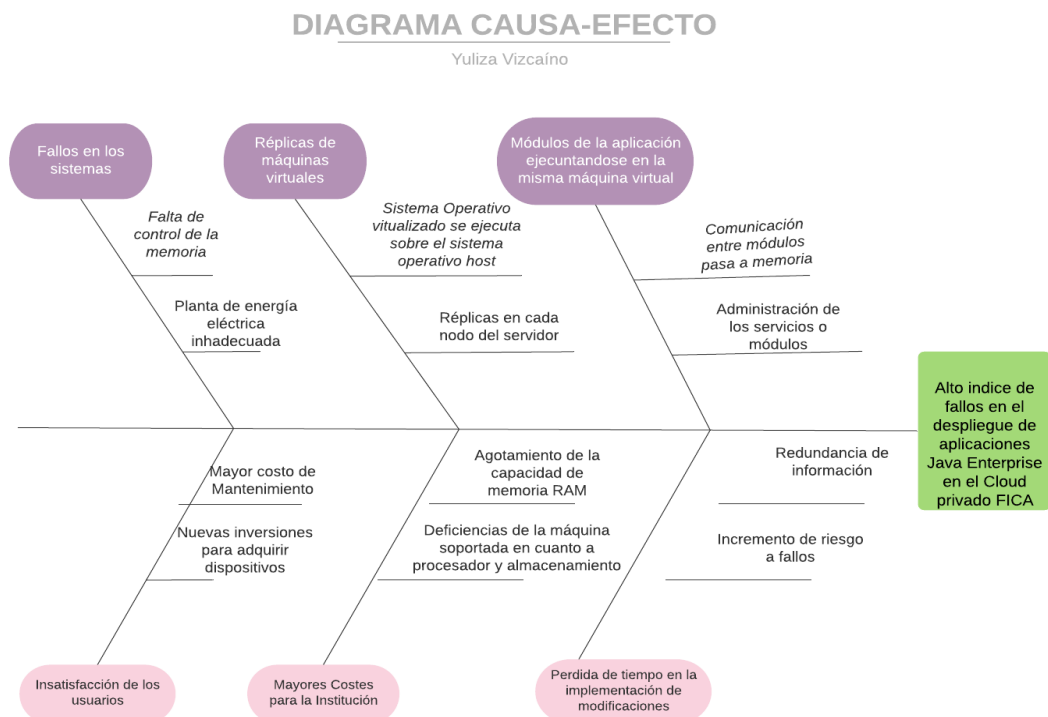 DIAGRAMA CAUSA-EFECTO
Yuliza Vizcaíno
Fallos en los
sistemas
Réplicas de
máquinas
virtuales
Módulos de la aplicación
ejecutandose en la
misma máquina virtual
Falta de
control de la
memoria
Planta de energía
eléctrica
inhadecuada
Sistema Operativo
vitualizado se ejecuta
sobre el sistema
operativo host
Réplicas en cada
nodo del servidor
Comunicación
entre módulos
pasa a memoria
Administración de
los servicios o
módulos
Alto indice de
fallos en el
despliegue de
aplicaciones
Java Enterprise
en el Cloud
privado FICA
Mayor costo de
Mantenimiento
Nuevas inversiones
para adquirir
dispositivos
Agotamiento de la
capacidad de
memoria RAM
Deficiencias de la máquina
soportada en cuanto a
procesador y almacenamiento
Redundancia de
información
Incremento de riesgo
a fallos
Insatisfacción de los
usuarios
Mayores Costes
para la Institución
Perdida de tiempo en la
implementación de
modificaciones